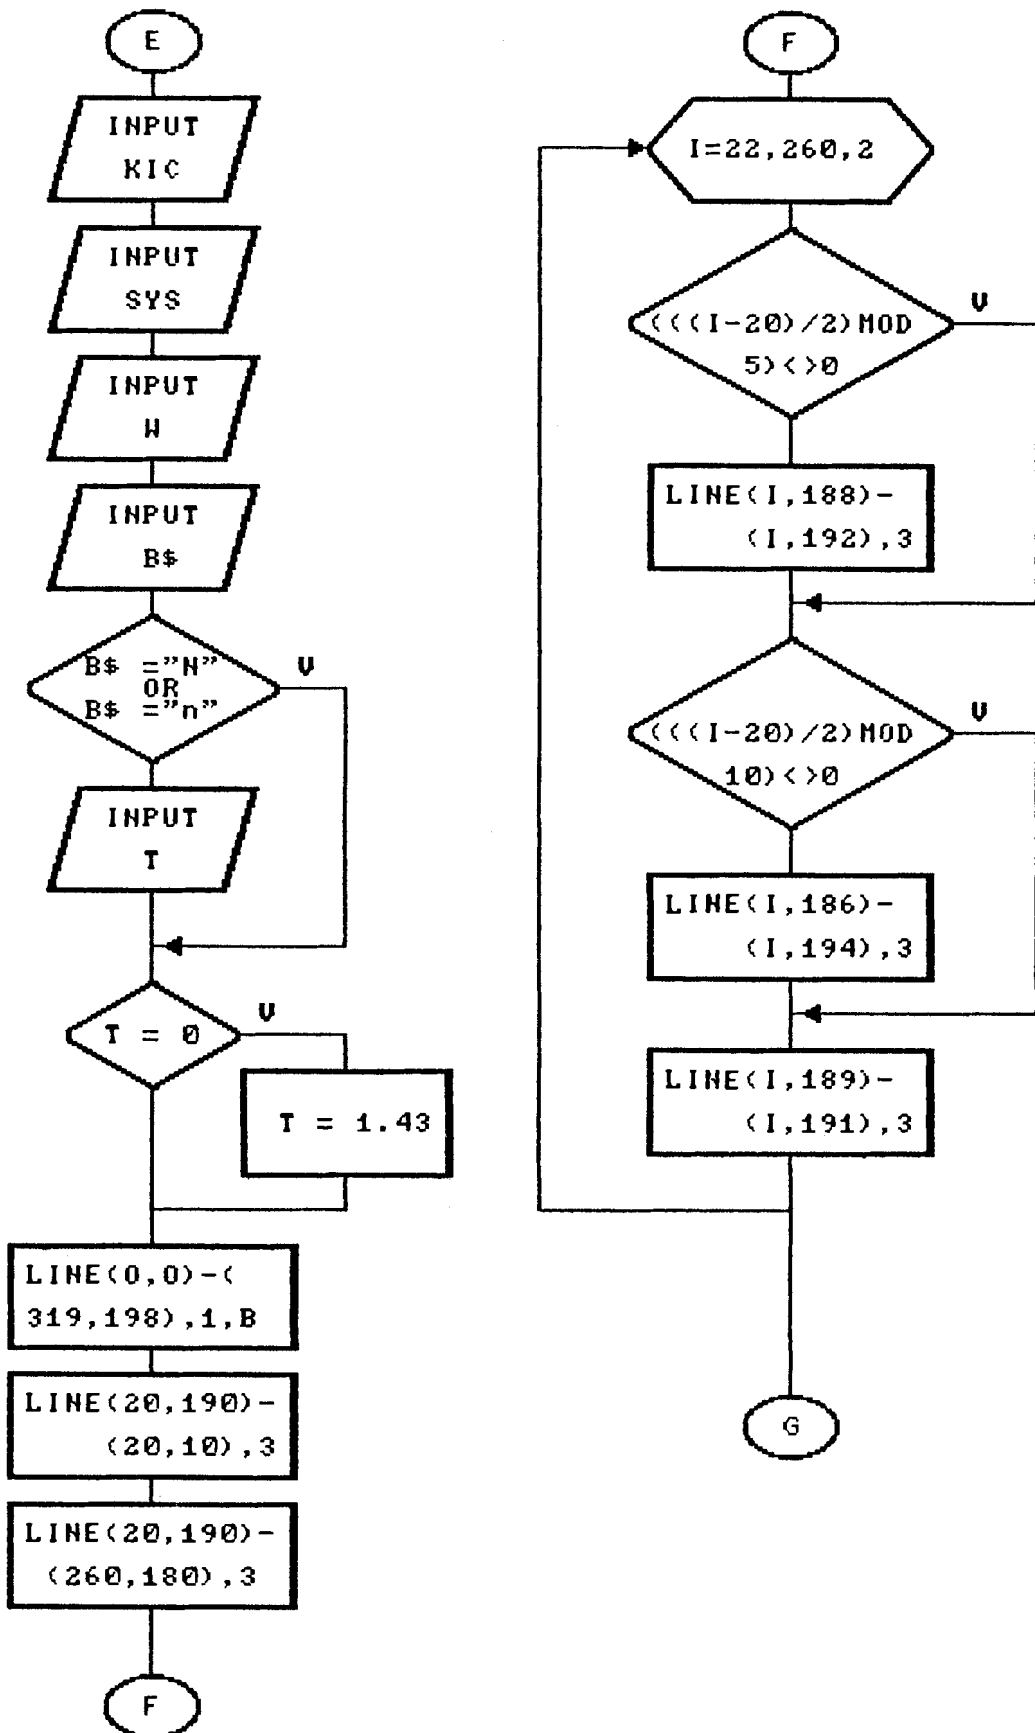 E
INPUT
KIC
INPUT
SYS
INPUT
W
INPUT
B$
B$ ="N"
OR
B$ ="n"
V
INPUT
T
T = 0
V
T = 1.43
LINE(0,0)-(
319,198),1,B
LINE(20,190)-
(20,10),3
LINE(20,190)-
(260,180),3
F
F
I=22,260,2
(((I-20)/2)MOD
5)<>0
V
LINE(I,188)-
(I,192),3
(((I-20)/2)MOD
10)<>0
V
LINE(I,186)-
(I,194),3
LINE(I,189)-
(I,191),3
G